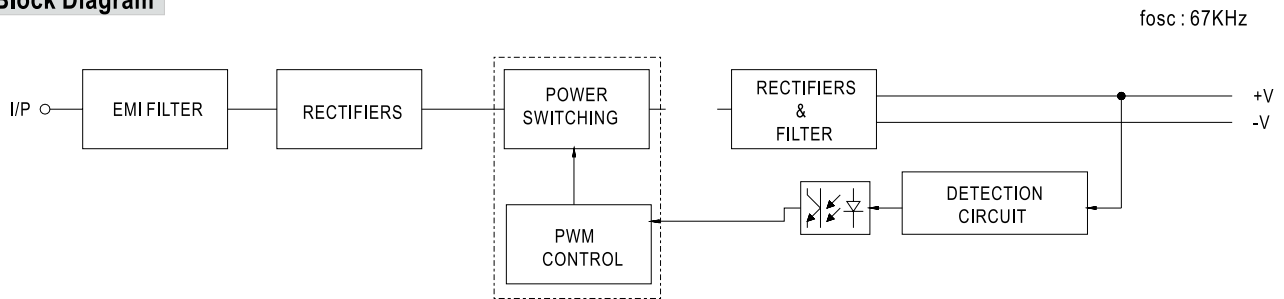 Block Diagram
fosc : 67KHz
I/P
EMI FILTER
RECTIFIERS
POWER
SWITCHING
RECTIFIERS
&
FILTER
+V
-V
DETECTION
CIRCUIT
PWM
CONTROL